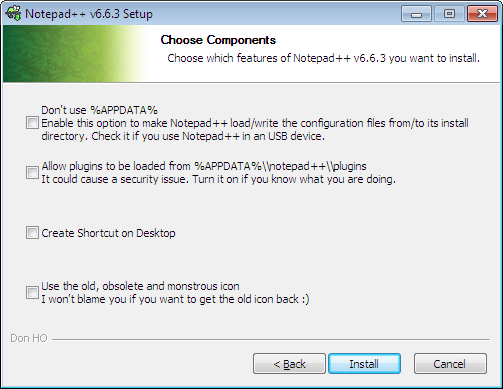 Notepad++ v6.6.3 Setup
Choose Components
Choose which features of Notepad++ v6.6.3 you want to install.
Don't use %APPDATA%
Enable this option to make Notepad++ load/write the configuration files from/to its install
directory. Check it if you use Notepad++ in an USB device.
Allow plugins to be loaded from %APPDATA%\\notepad++\\plugins
It could cause a security issue. Turn it on if you know what you are doing.
Create Shortcut on Desktop
Use the old, obsolete and monstrous icon
I won't blame you if you want to get the old icon back :)
Don HO
< Back
Install
Cancel